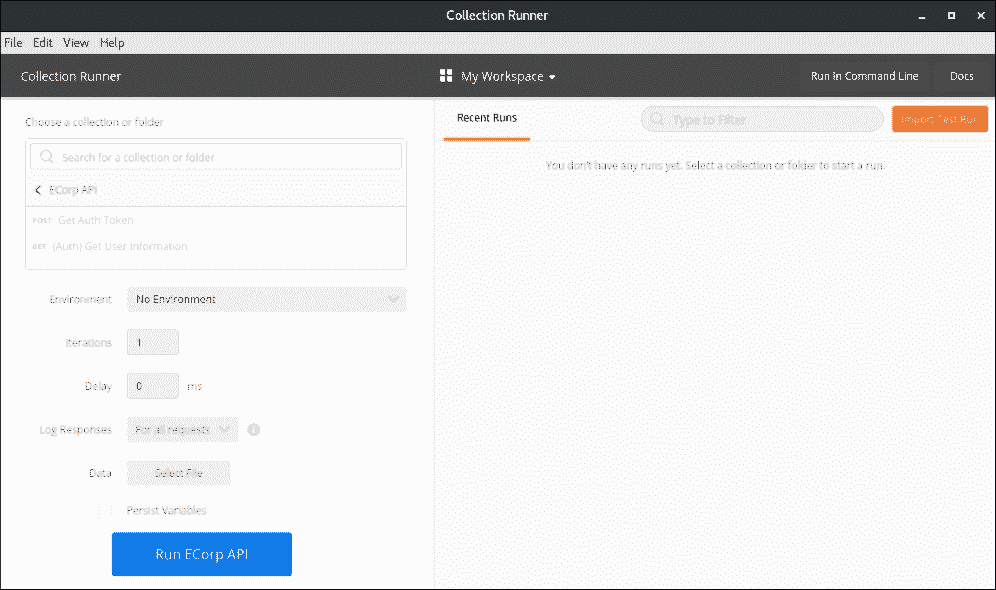 Collection Runner
File Edit View Help
Collection Runner
My Workspace
Run in Command Line
Docs
Choose a collection or folder
Search for a collection or folder
ECorp API
POST Get Auth Token
GET (Auth) Get User Information
Environment No Environment
Iterations 1
Delay 0 ms
Log Responses For all requests
Data Select File
Persist Variables
Run ECorp API
Recent Runs
Type to Filter
Import Test Run
You don't have any runs yet. Select a collection or folder to start a run.